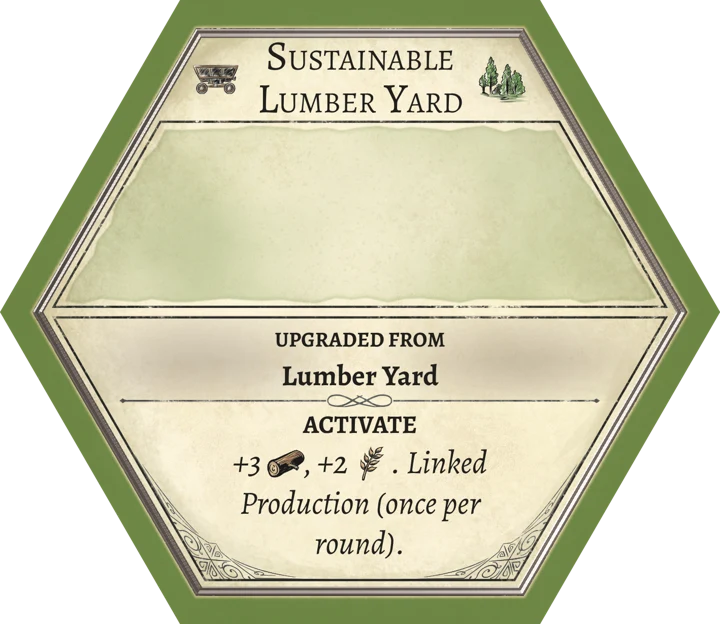 Sustainable
Lumber Yard
UPGRADED FROM
Lumber Yard
ACTIVATE
+3 , +2 . Linked
Production (once per
round).